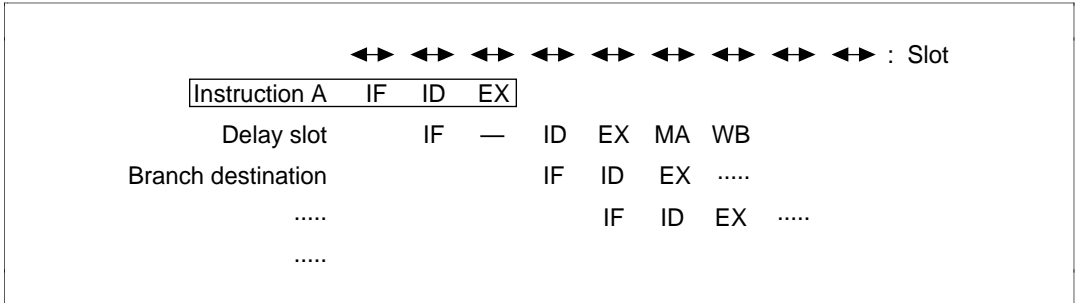 : Slot
Instruction A IF ID EX
Delay slot IF — ID EX MA WB
Branch destination IF ID EX .....
..... IF ID EX .....
.....